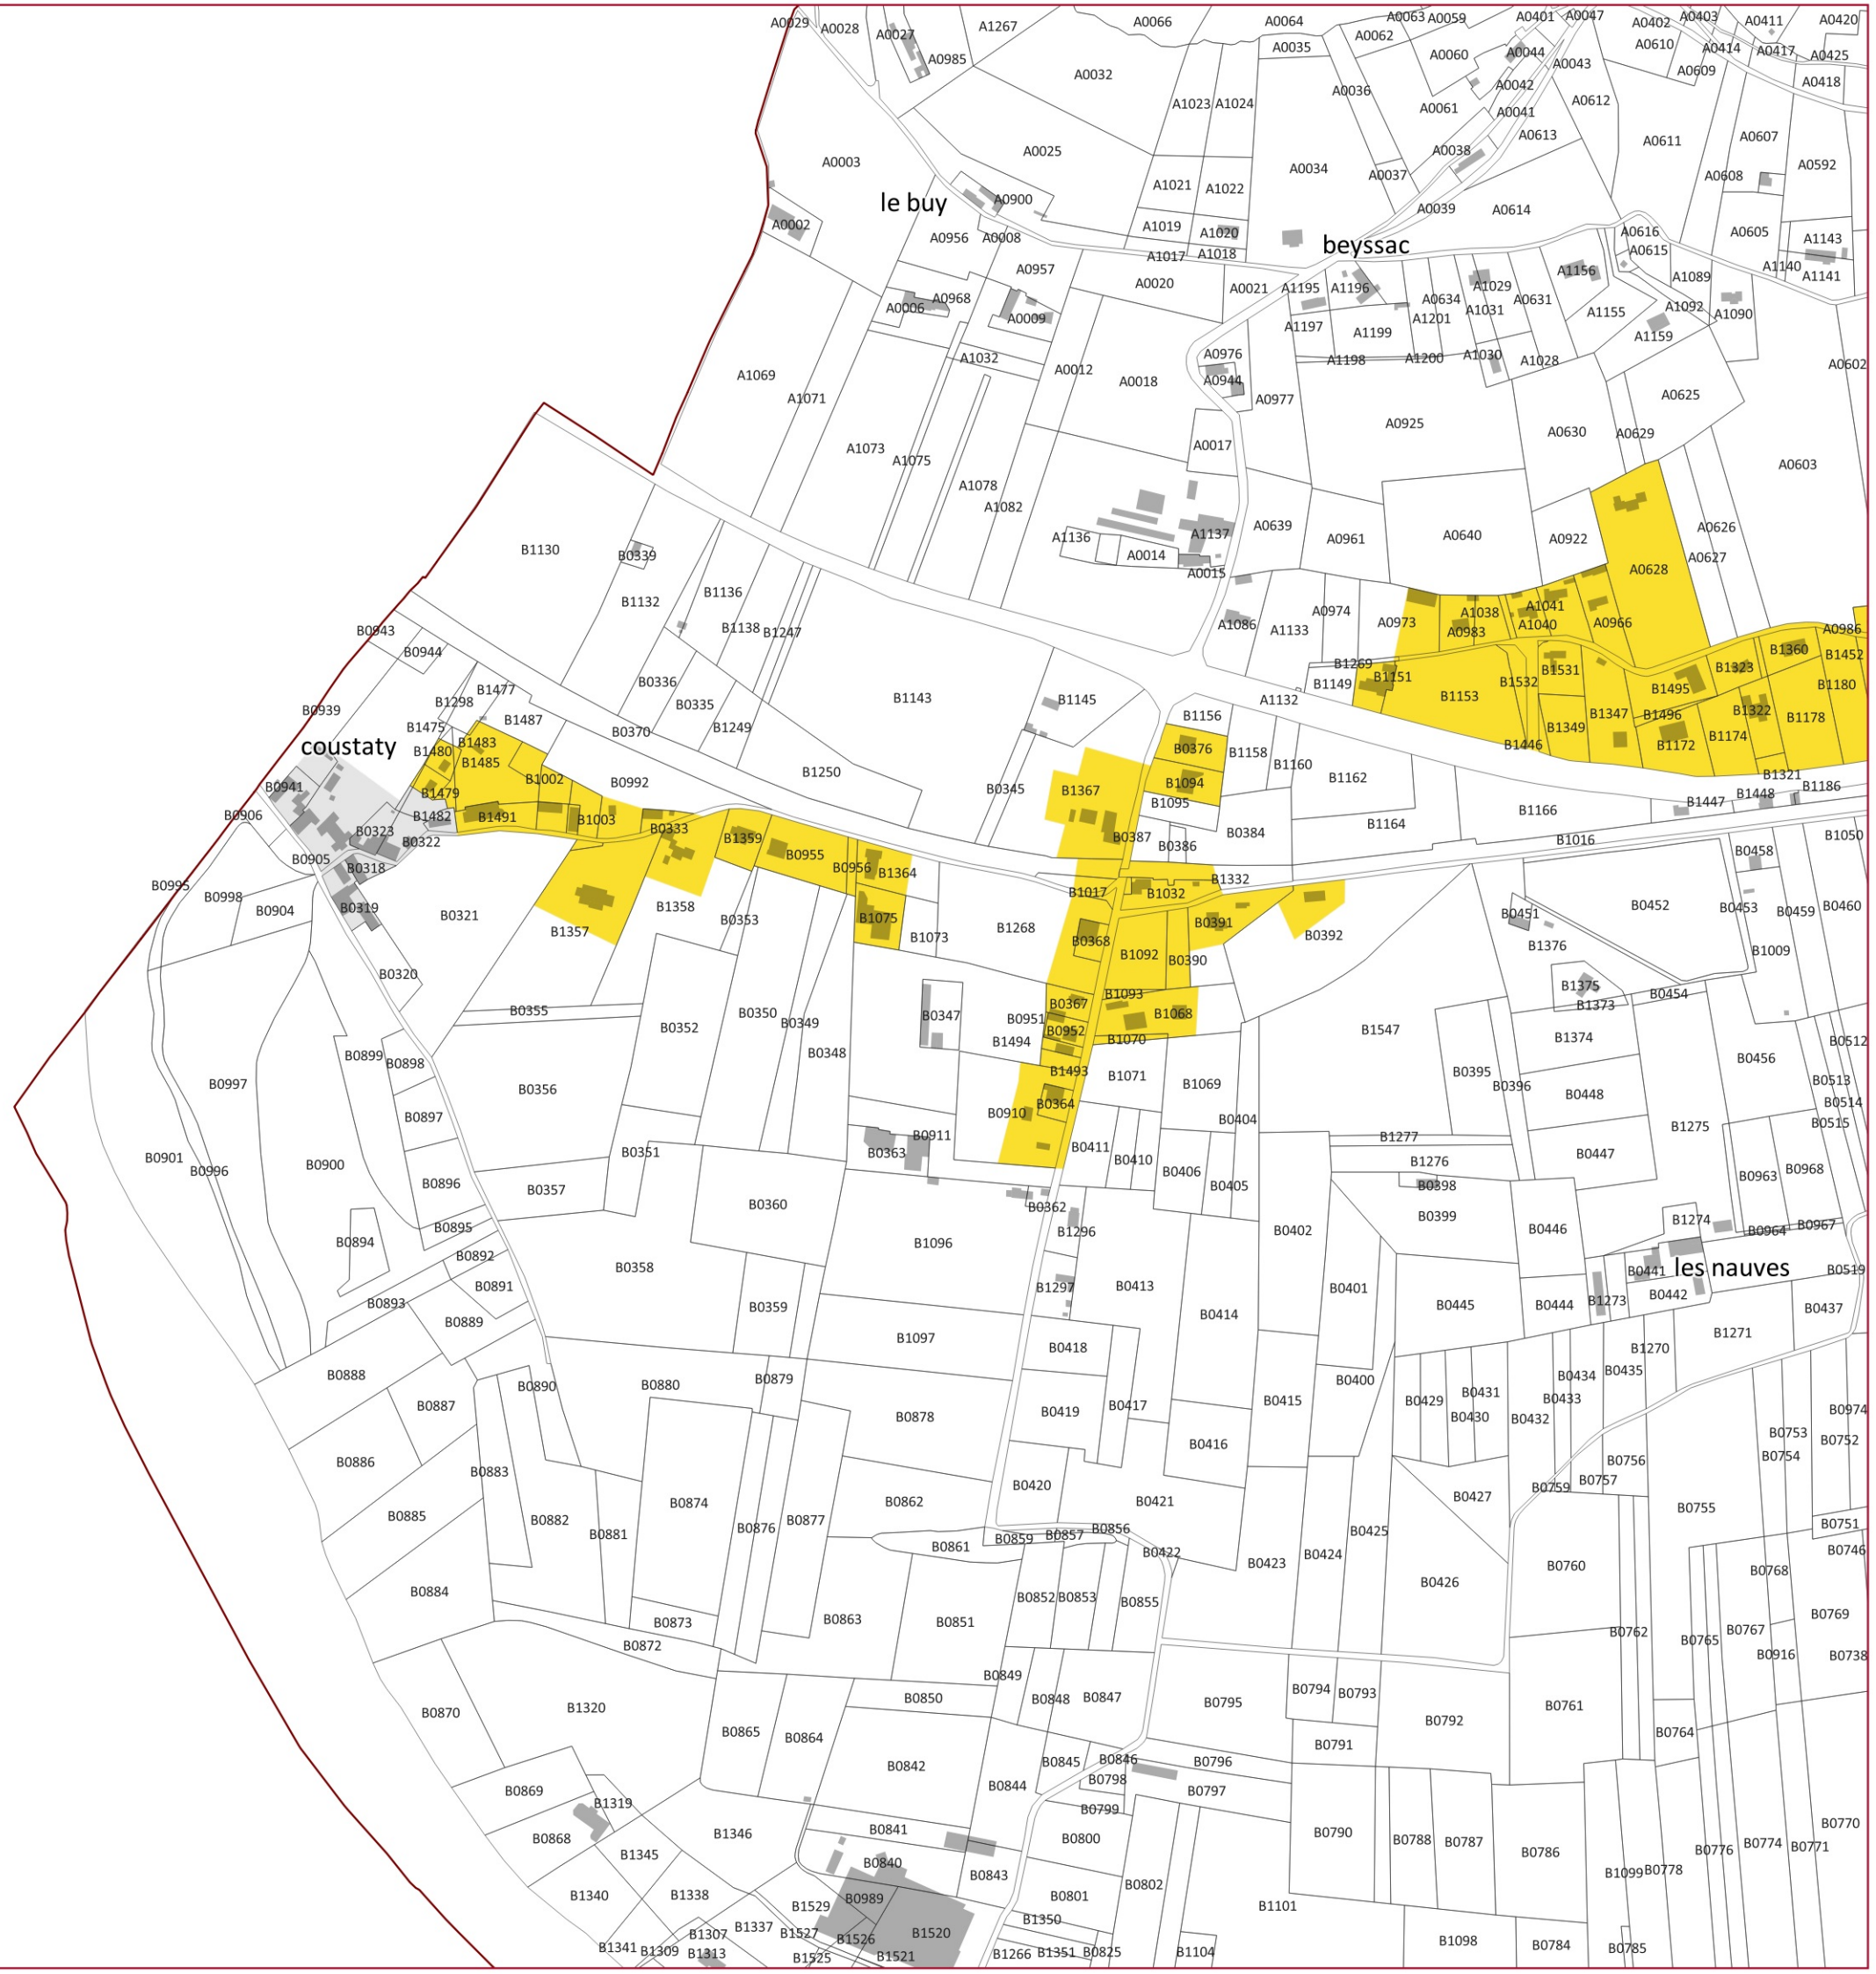 A0029
A0028
A0027
A0985
A1267
A0066
A0064
A0063
A0059
A0401
A0047
A0402
A0403
A0411
A0420
A0035
A0062
A0060
A0044
A0610
A0414
A0417
A0425
A0032
A0036
A0042
A0043
A0609
A0418
A1023
A1024
A0061
A0041
A0612
A0003
A0025
A0034
A0038
A0613
A0611
A0607
A0592
A1021
A1022
A0037
A0608
le buy
A0900
A0039
A0614
A0002
A0956
A0008
A1019
A1020
beyssac
A0616
A0615
A0605
A1143
A1017
A1018
A0957
A0020
A0021
A1195
A1196
A1029
A1156
A1089
A1140
A1141
A0006
A0968
A0009
A0634
A1201
A1031
A0631
A1155
A1092
A1090
A1197
A1199
A1159
A1032
A0976
A1198
A1200
A1030
A1028
A0602
A1069
A1071
A0012
A0018
A0944
A0977
A0625
A0925
A0630
A0629
A1073
A1075
A0017
A0603
A1078
A1082
A1136
A0014
A1137
A0015
A0639
A0961
A0640
A0922
A0626
A0627
A0628
B1130
B0339
B1132
B1136
B1138
B1247
A1086
A1133
A0974
A0973
A1038
A0983
A1041
A1040
A0966
A0986
B0943
B0944
B1269
B1149
B1151
B1153
B1532
B1531
B1495
B1323
B1360
B1452
B1180
B0939
B1298
B1477
B1475
B1487
B0336
B0335
B1249
B1143
B1145
A1132
B1156
B1446
B1349
B1347
B1496
B1172
B1174
B1322
B1178
coustaty
B1480
B1483
B1485
B0370
B0376
B1158
B1160
B1162
B0941
B1479
B1002
B0992
B1250
B0345
B1367
B1094
B1095
B1321
B1448
B1447
B1186
B0906
B0323
B1482
B1491
B1003
B0333
B1359
B0387
B0386
B0384
B1164
B1166
B1016
B1050
B0322
B0905
B0318
B0955
B0956
B1364
B1332
B0458
B0995
B0998
B0904
B0319
B0321
B1357
B1358
B0353
B1075
B1073
B1268
B1017
B1032
B0391
B0392
B0451
B0452
B0453
B0459
B0460
B0368
B1092
B0390
B1376
B1009
B0320
B0355
B0352
B0350
B0349
B0348
B0347
B0951
B1494
B0367
B0952
B1093
B1068
B1070
B1547
B1375
B1373
B0454
B1374
B0997
B0899
B0898
B0356
B1493
B0364
B0910
B1071
B1069
B0404
B0395
B0396
B0448
B0456
B0512
B0513
B0514
B0515
B0897
B0351
B0363
B0911
B0411
B0410
B0406
B0405
B1277
B1276
B0447
B1275
B0901
B0996
B0900
B0896
B0357
B0360
B0362
B0398
B0399
B0963
B0968
B0894
B0895
B0892
B0891
B0358
B1096
B1296
B0402
B0446
B1274
B0964
B0967
B0893
B0889
B0359
B1297
B0413
B0414
B0401
B0445
B0444
B1273
B0441
les nauves
B0442
B0519
B0437
B1097
B0418
B1270
B1271
B0888
B0887
B0890
B0880
B0879
B0878
B0419
B0417
B0415
B0400
B0429
B0431
B0430
B0432
B0433
B0434
B0435
B0974
B0886
B0883
B0416
B0753
B0754
B0752
B0885
B0882
B0881
B0874
B0876
B0877
B0862
B0420
B0421
B0427
B0759
B0757
B0756
B0755
B0751
B0861
B0859
B0857
B0856
B0422
B0423
B0424
B0425
B0746
B0884
B0873
B0872
B0863
B0851
B0852
B0853
B0855
B0426
B0760
B0768
B0769
B0762
B0765
B0767
B0916
B0738
B0849
B0870
B1320
B0865
B0864
B0850
B0848
B0847
B0795
B0794
B0793
B0792
B0761
B0764
B0791
B0869
B1319
B0842
B0844
B0845
B0846
B0798
B0799
B0796
B0797
B0868
B1345
B1346
B0841
B0840
B0843
B0800
B0790
B0788
B0787
B0786
B0776
B0774
B0771
B0770
B1340
B1338
B0989
B0801
B0802
B1101
B1099
B0778
B1341
B1309
B1307
B1313
B1337
B1529
B1527
B1525
B1526
B1520
B1521
B1350
B1266
B1351
B0825
B1104
B1098
B0784
B0785